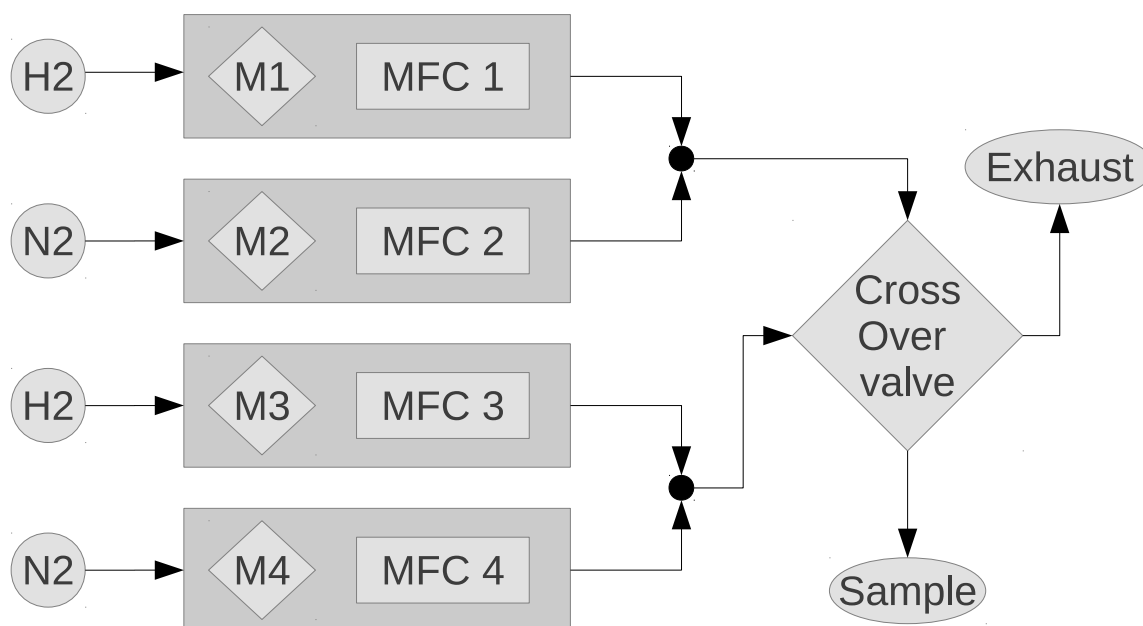 H2
M1
MFC 1
Exhaust
N2
M2
MFC 2
Cross
Over
valve
H2
M3
MFC 3
N2
M4
MFC 4
Sample